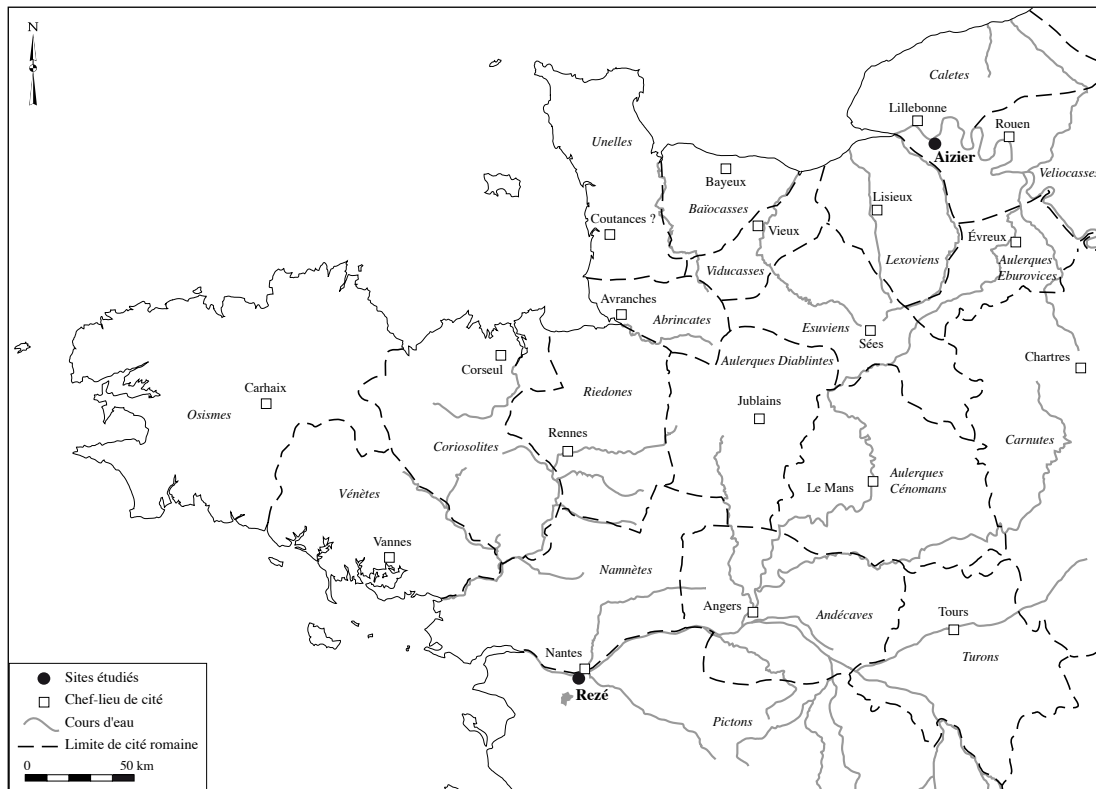 N
Caletes
Lillebonne
Rouen
Aizier
Unelles
Veliocasses
Bayeux
Baïocasses
Lisieux
Coutances ?
Vieux
Évreux
Lexoviens
Aulerques
Eburovices
Viducasses
Avranches
Abrincates
Esuviens
Sées
Corseul
Aulerques Diablintes
Chartres
Carhaix
Riedones
Jublains
Osismes
Rennes
Coriosolites
Carnutes
Aulerques
Cénomans
Le Mans
Vénètes
Vannes
Namnètes
Angers
Andécaves
Tours
Turons
Nantes
Rezé
Pictons
Sites étudiés
Chef-lieu de cité
Cours d'eau
Limite de cité romaine
0 50 km